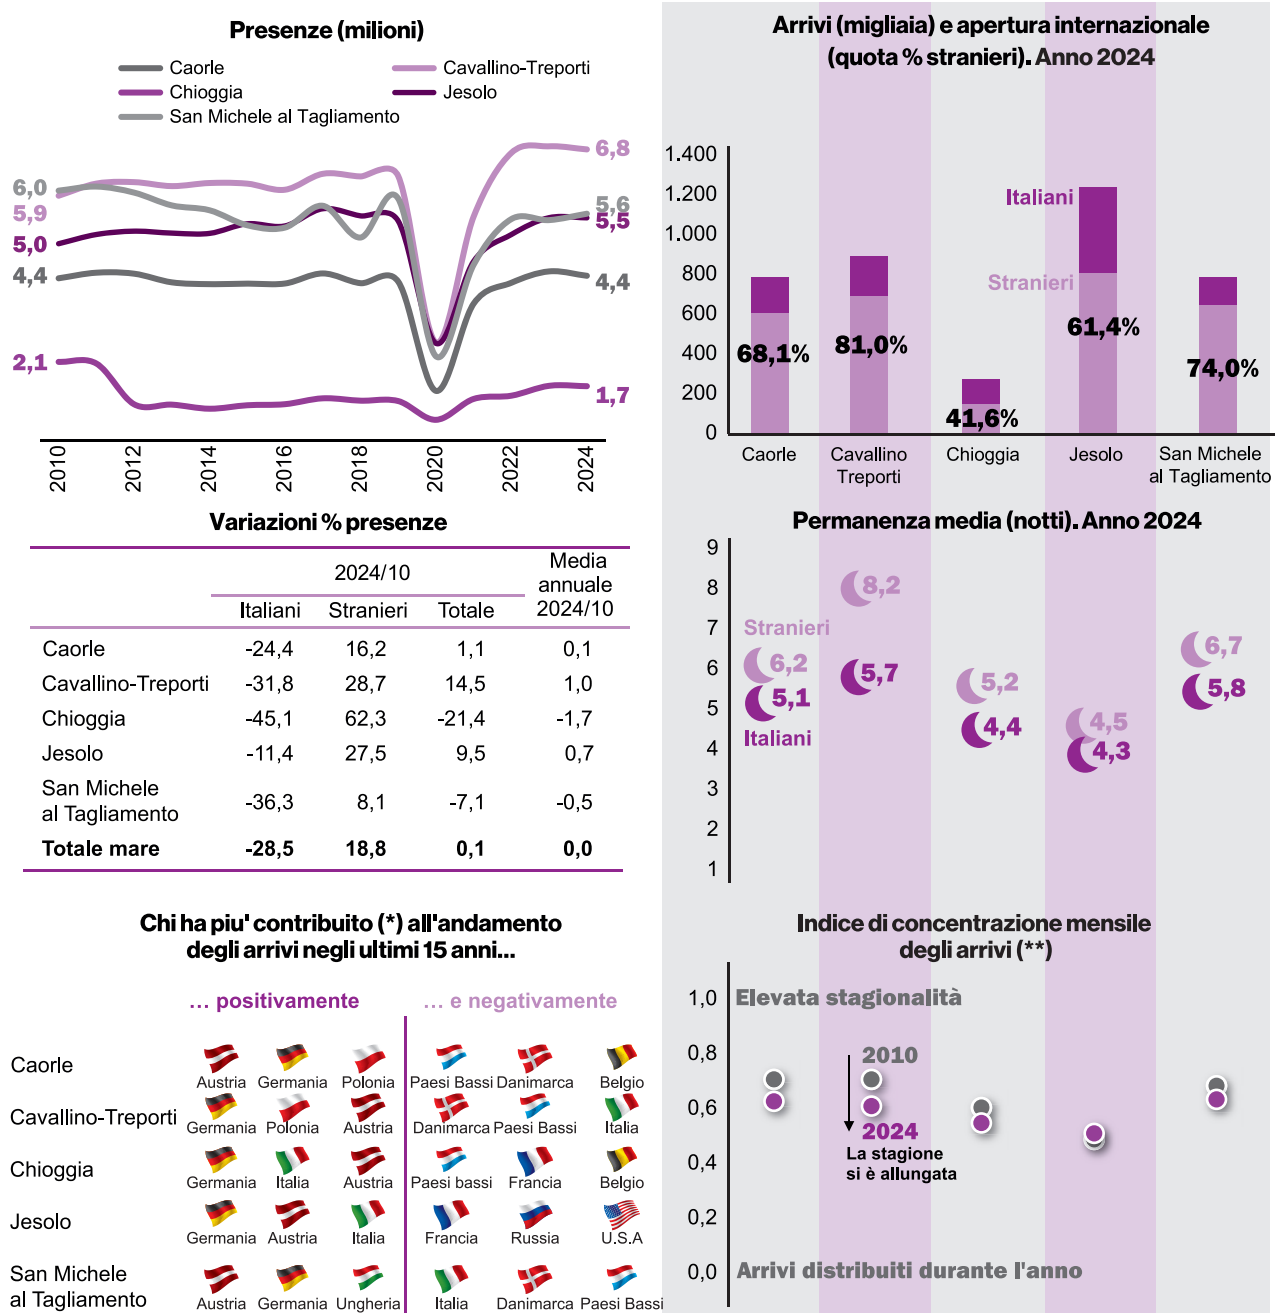 Presenze (milioni)
Caorle
Cavallino-Treporti
Chioggia
Jesolo
San Michele al Tagliamento
6,0
5,9
5,0
4,4
2,1
6,8
5,6
5,5
4,4
1,7
2010 2012 2014 2016 2018 2020 2022 2024
Arrivi (migliaia) e apertura internazionale
(quota % stranieri). Anno 2024
1.400
1.200
1.000
800
600
400
200
0
Italiani
Stranieri
68,1% 81,0% 41,6% 61,4% 74,0%
Caorle Cavallino Chioggia Jesolo San Michele
Treporti al Tagliamento
Variazioni % presenze
2024/10 Media
annuale
Italiani Stranieri Totale 2024/10
Caorle -24,4 16,2 1,1 0,1
Cavallino-Treporti -31,8 28,7 14,5 1,0
Chioggia -45,1 62,3 -21,4 -1,7
Jesolo -11,4 27,5 9,5 0,7
San Michele
al Tagliamento -36,3 8,1 -7,1 -0,5
Totale mare -28,5 18,8 0,1 0,0
Permanenza media (notti). Anno 2024
9
8
7
6
5
4
3
2
1
Stranieri
6,2 8,2 5,2 4,5 6,7
5,1 5,7 4,4 4,3 5,8
Italiani
Chi ha piu' contribuito (*) all'andamento
degli arrivi negli ultimi 15 anni...
... positivamente ... e negativamente
Caorle
Austria Germania Polonia Paesi Bassi Danimarca Belgio
Cavallino-Treporti
Germania Polonia Austria Danimarca Paesi Bassi Italia
Chioggia
Germania Italia Austria Paesi bassi Francia Belgio
Jesolo
Germania Austria Italia Francia Russia U.S.A
San Michele
al Tagliamento
Austria Germania Ungheria Italia Danimarca Paesi Bassi
Indice di concentrazione mensile
degli arrivi (**)
1,0
0,8
0,6
0,4
0,2
0,0
Elevata stagionalità
2010
2024
La stagione
si è allungata
Arrivi distribuiti durante l'anno